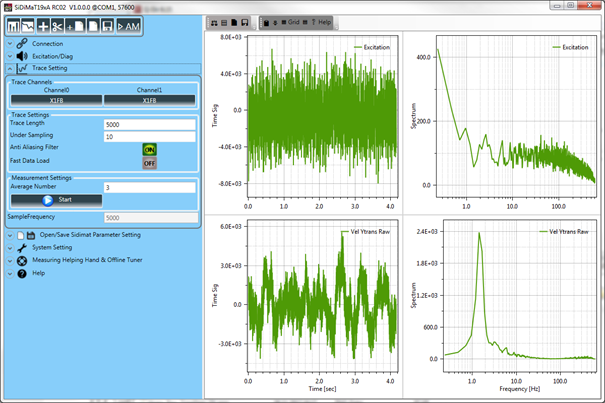 SiDiMaT19xA RC02 V1.0.0.0 @COM1, 57600
AM
Connection
Excitation/Diag
Trace Setting
Trace Channels
Channel0 Channel1
X1FB X1FB
Trace Settings
Trace Length 5000
Under Sampling 10
Anti Aliasing Filter ON
Fast Data Load OFF
Measurement Settings
Average Number 3
Start
SampleFrequency 5000
Open/Save Sidimat Parameter Setting
System Setting
Measuring Helping Hand & Offline Tuner
Help
Grid Help
8.0E+03
4.0E+03
0.0
-4.0E+03
-8.0E+03
Time Sig
Excitation
0.0 1.0 2.0 3.0 4.0
400.0
200.0
0.0
Spectrum
Excitation
1.0 10.0 100.0
6.0E+03
3.0E+03
0.0
-3.0E+03
Time Sig
Vel Ytrans Raw
0.0 1.0 2.0 3.0 4.0
Time [sec]
2.4E+03
1.8E+03
1.2E+03
600.0
0.0
Spectrum
Vel Ytrans Raw
1.0 10.0 100.0
Frequency [Hz]